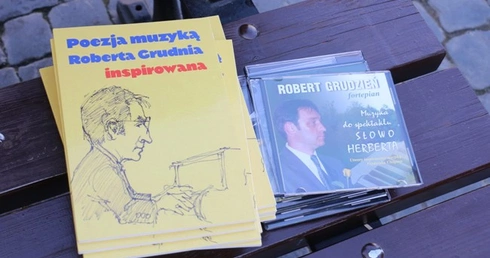 Poezja muzyką
Roberta Grudnia
inspirowana
ROBERT GRUDZIEŃ
fortepian
Muzyka
do spektaklu
SŁOWO
HERBERTA